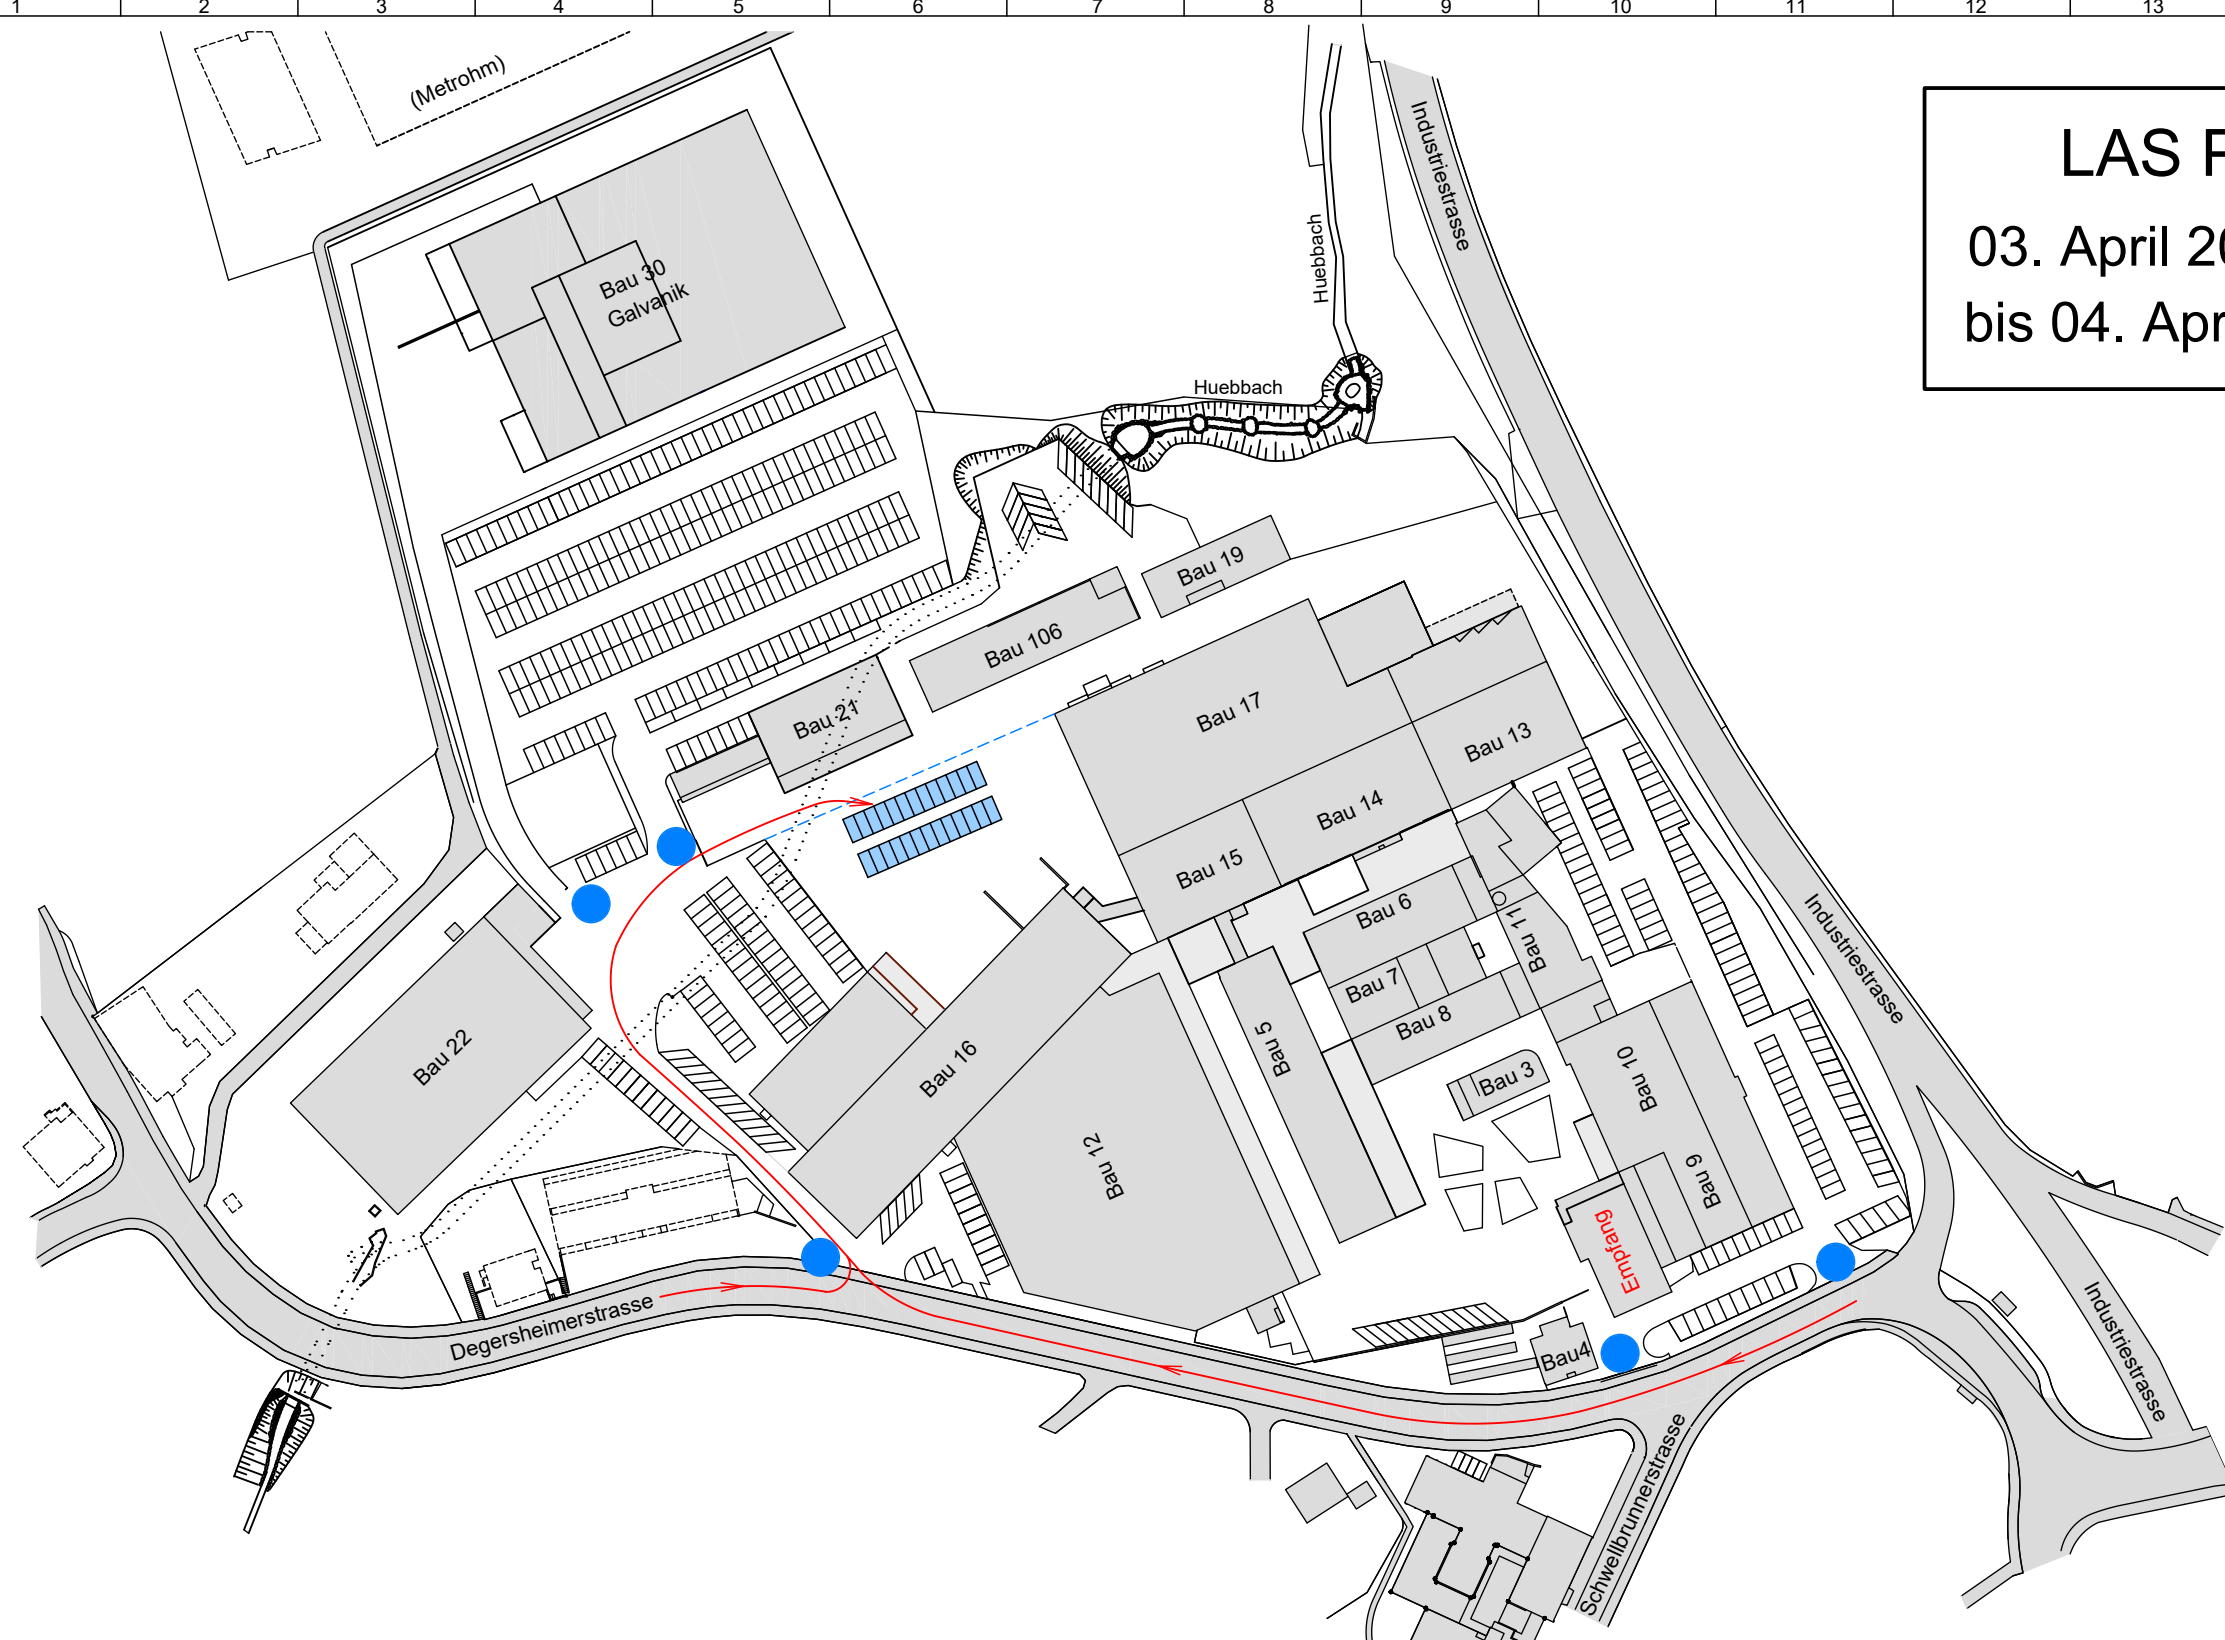 1 2 3 4 5 6 7 8 9 10 11 12 13
(Metrohm)
LAS
03. April
bis 04.
Industriestrasse
Huebbach
Bau 30
Galvanik
Huebbach
Bau 19
Bau 106
Bau 21
Bau 17
Bau 13
Bau 14
Bau 15
Bau 6
Bau 11
Bau 7
Bau 8
Bau 5
Bau 3
Bau 10
Bau 9
Bau 22
Bau 16
Bau 12
Industriestrasse
Empfang
Degersheimerstrasse
Bau4
Industriestrasse
Schwellbrunnerstrasse